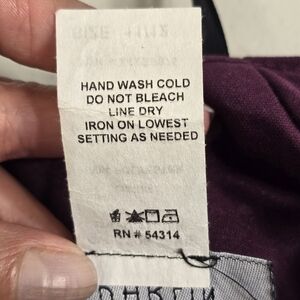 HAND WASH COLD
DO NOT BLEACH
LINE DRY
IRON ON LOWEST
SETTING AS NEEDED
RN # 54314